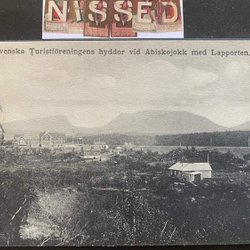 NISSED
venska Turistföreningens hyddor vid Abiskojokk med Lapporten.